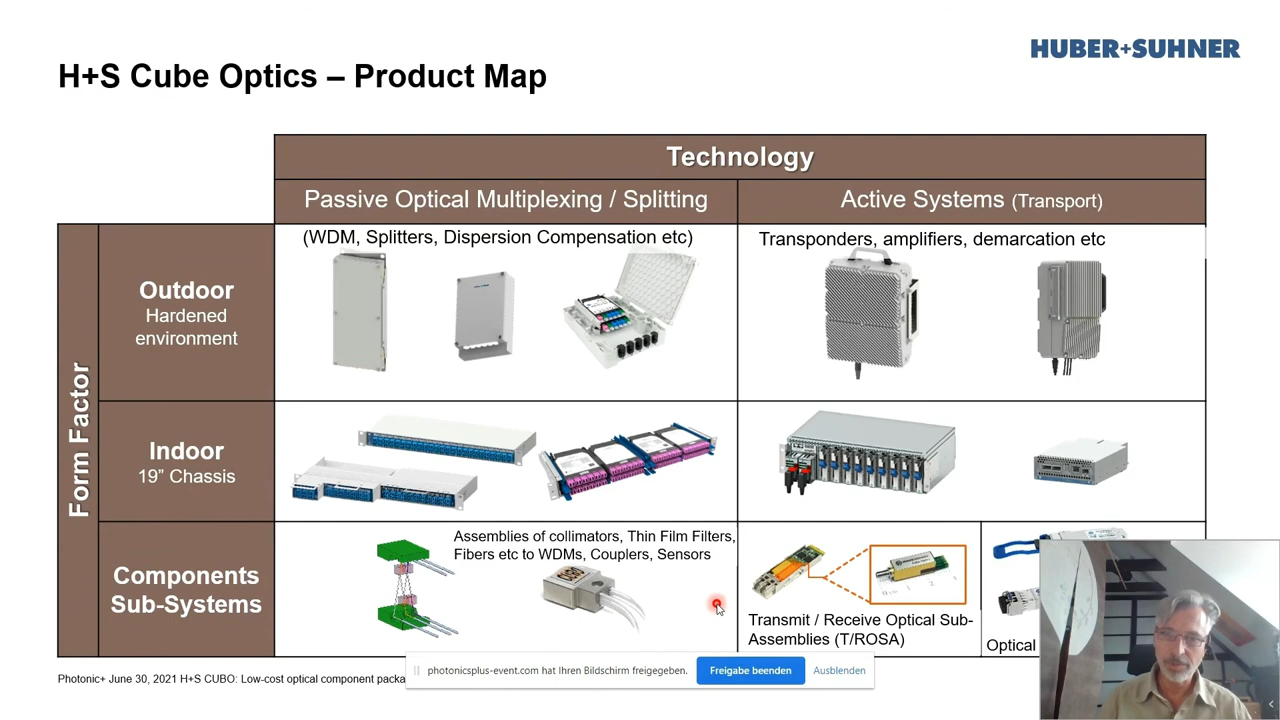 HUBER+SUHNER
H+S Cube Optics – Product Map
Technology
Passive Optical Multiplexing / Splitting
Active Systems (Transport)
Form Factor
Outdoor
Hardened
environment
(WDM, Splitters, Dispersion Compensation etc)
Transponders, amplifiers, demarcation etc
Indoor
19” Chassis
Components
Sub-Systems
Assemblies of collimators, Thin Film Filters,
Fibers etc to WDMs, Couplers, Sensors
Transmit / Receive Optical Sub-
Assemblies (T/ROSA)
Optical
photonicsplus-event.com hat Ihren Bildschirm freigegeben.
Freigabe beenden
Ausblenden
Photonic+ June 30, 2021 H+S CUBO: Low-cost optical component packa